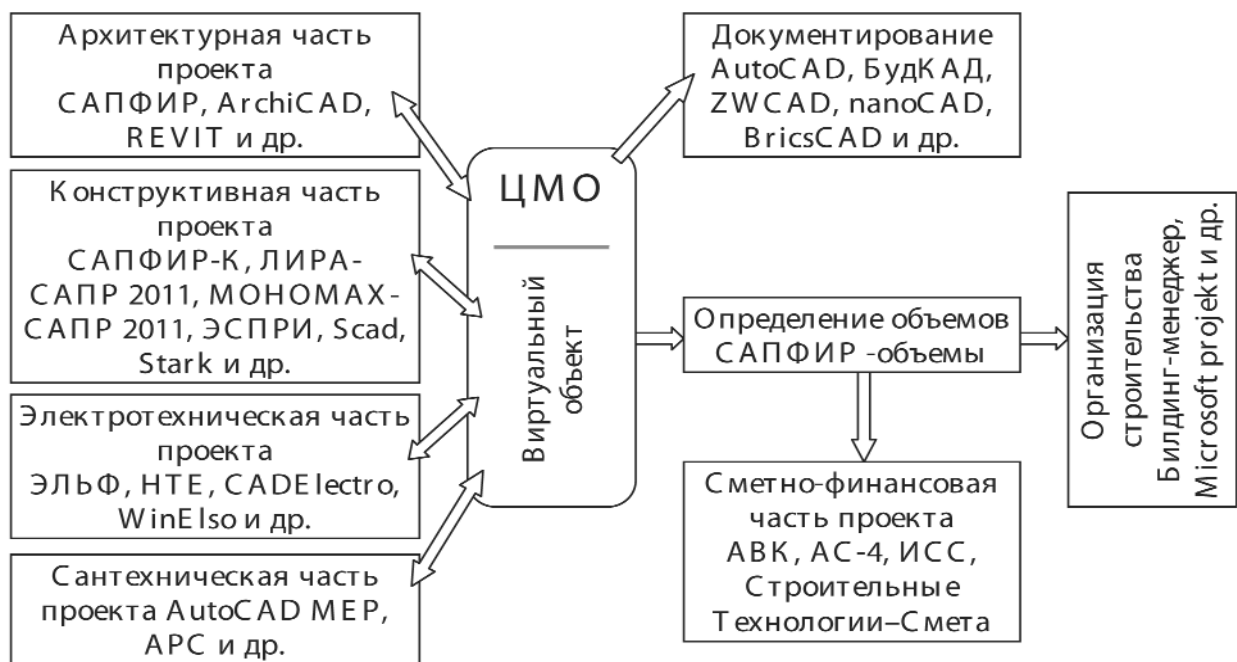 Архитектурная часть
проекта
САПФИР, ArchiCAD,
REVIT и др.
Конструктивная часть
проекта
САПФИР-К, ЛИРА-
САПР 2011, МОНОМАХ-
САПР 2011, ЭСПРИ, Scad,
Stark и др.
Электротехническая часть
проекта
ЭЛЬФ, НТЕ, CADElectro,
WinElso и др.
Сантехническая часть
проекта AutoCAD MEP,
АРС и др.
ЦМО
Виртуальный
объект
Документирование
AutoCAD, БудКАД,
ZWCAD, nanoCAD,
BricsCAD и др.
Определение объемов
САПФИР -объемы
Сметно-финансовая
часть проекта
АВК, АС-4, ИСС,
Строительные
Технологии–Смета
Организация
строительства
Билдинг-менеджер,
Microsoft projekt и др.